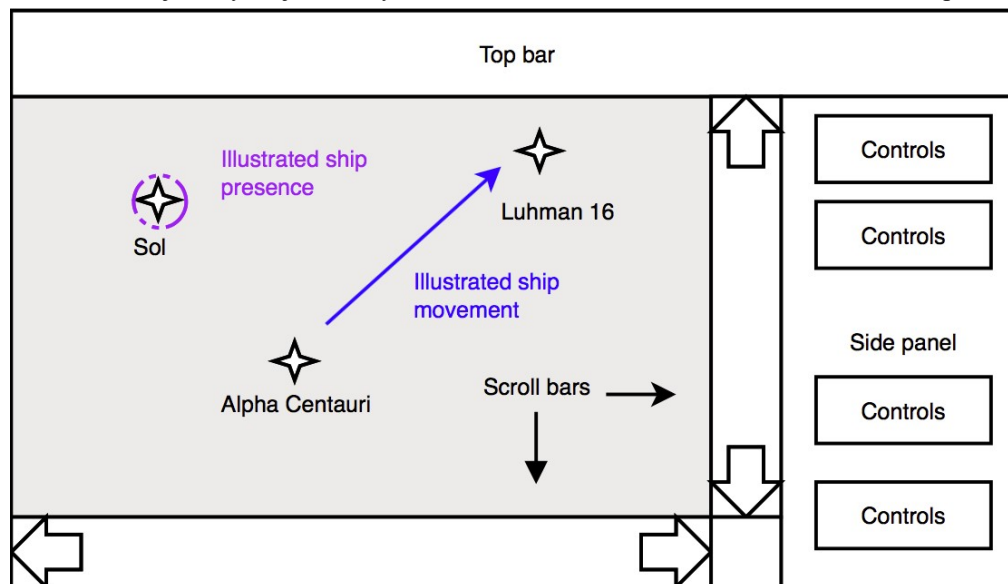 Top bar
Illustrated ship
presence
Controls
Luhman 16
Controls
Sol
Illustrated ship
movement
Side panel
Scroll bars
Alpha Centauri
Controls
Controls